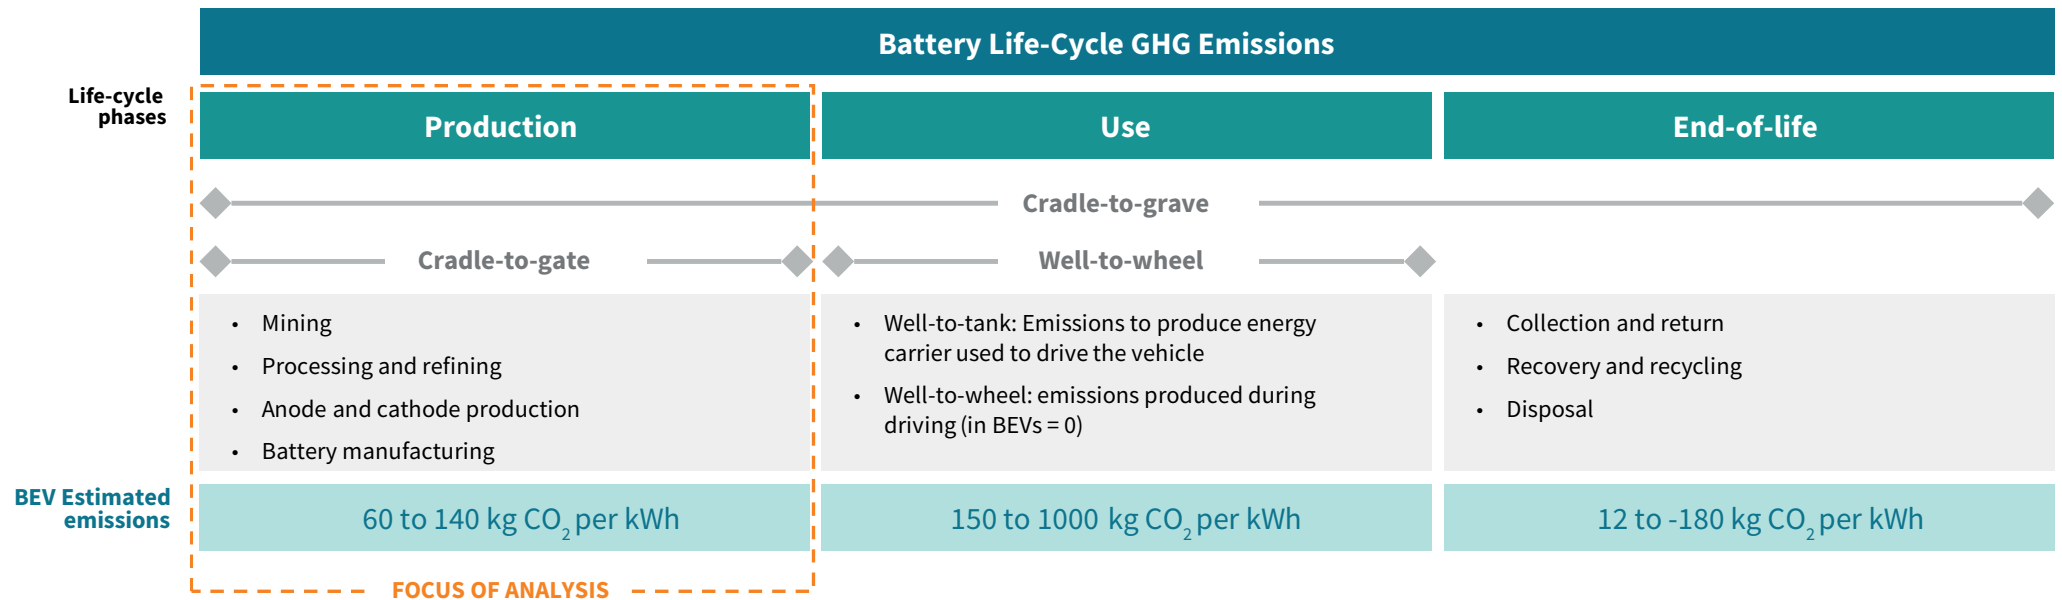 Battery Life-Cycle GHG Emissions
Life-cycle
phases
Production
Use
End-of-life
Cradle-to-grave
Cradle-to-gate
Well-to-wheel
• Mining
• Processing and refining
• Anode and cathode production
• Battery manufacturing
• Well-to-tank: Emissions to produce energy
carrier used to drive the vehicle
• Well-to-wheel: emissions produced during
driving (in BEVs = 0)
• Collection and return
• Recovery and recycling
• Disposal
BEV Estimated
emissions
60 to 140 kg CO₂ per kWh
150 to 1000 kg CO₂ per kWh
12 to -180 kg CO₂ per kWh
FOCUS OF ANALYSIS